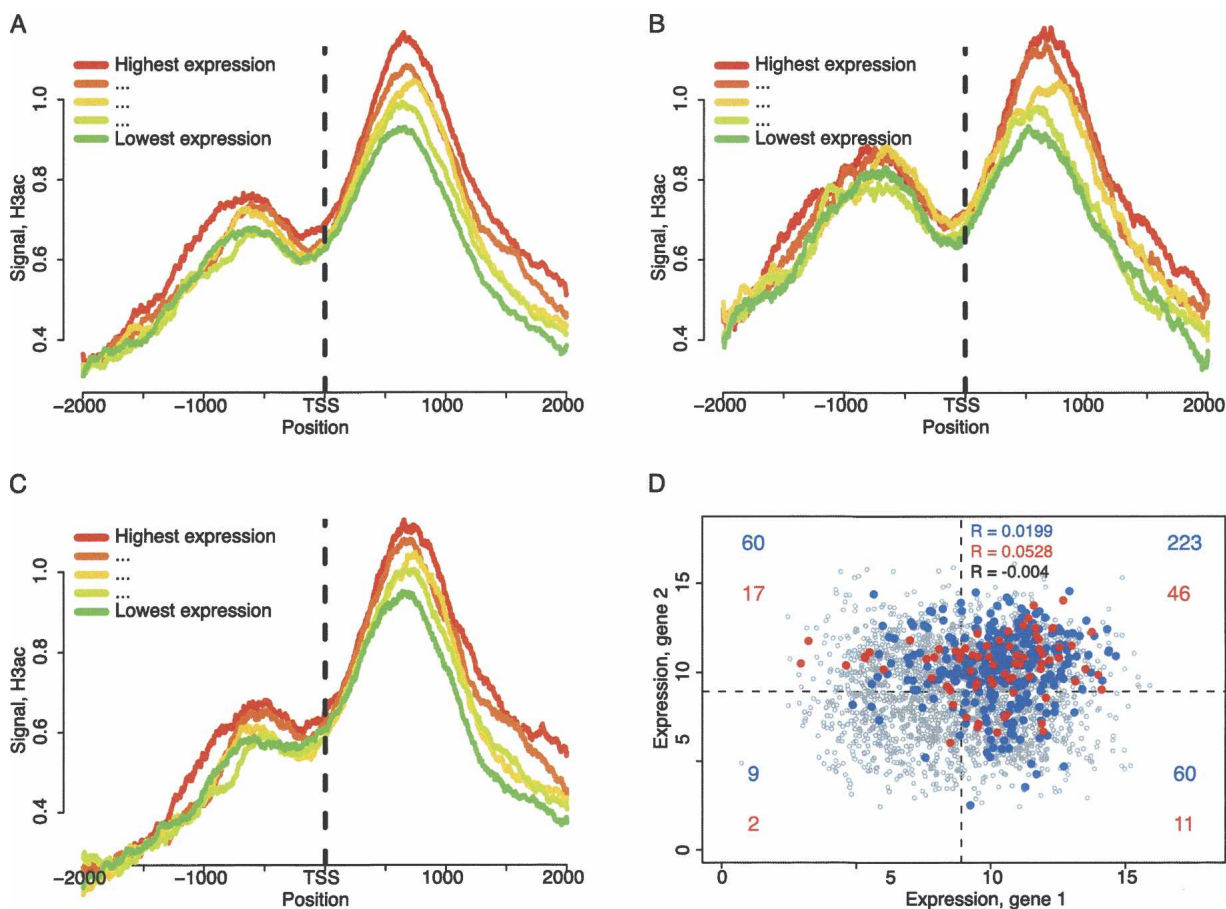 A
Highest expression
...
...
...
Lowest expression
Signal, H3ac
0.4 0.6 0.8 1.0
−2000 −1000 TSS 1000 2000
Position
B
Highest expression
...
...
...
Lowest expression
Signal, H3ac
0.4 0.6 0.8 1.0
−2000 −1000 TSS 1000 2000
Position
C
Highest expression
...
...
...
Lowest expression
Signal, H3ac
0.4 0.6 0.8 1.0
−2000 −1000 TSS 1000 2000
Position
D
60 R = 0.0199 223
R = 0.0528
R = -0.004
17 46
9 60
2 11
Expression, gene 2
0 5 10 15
0 5 10 15
Expression, gene 1